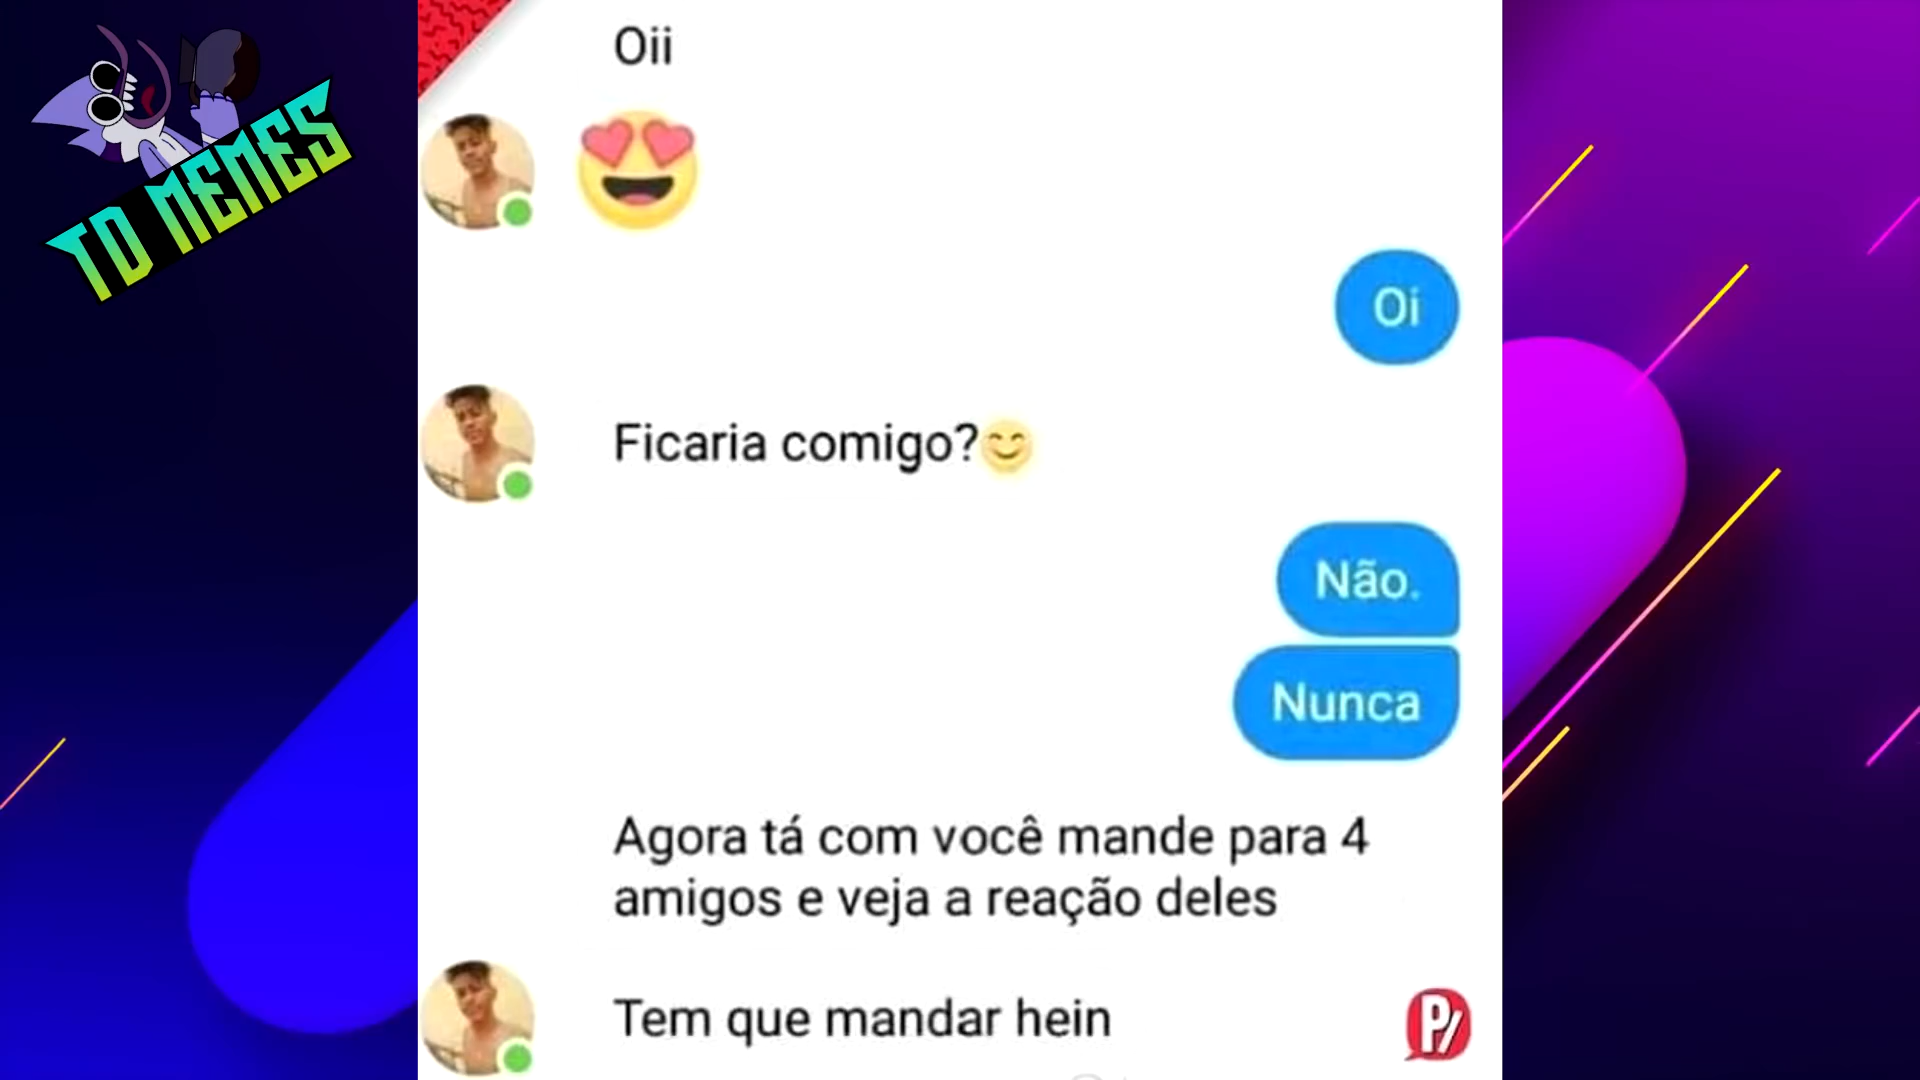 TD MEMES
Oii
Oi
Ficaria comigo?
Não.
Nunca
Agora tá com você mande para 4
amigos e veja a reação deles
Tem que mandar hein
P/